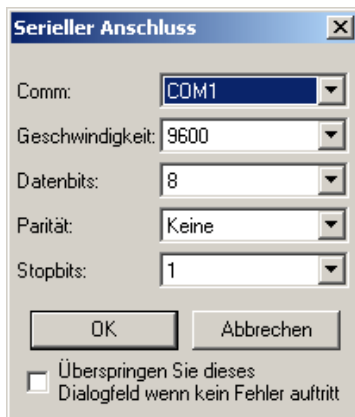 Serieller Anschluss
Comm: COM1
Geschwindigkeit: 9600
Datenbits: 8
Parität: Keine
Stopbits: 1
OK Abbrechen
Überspringen Sie dieses
Dialogfeld wenn kein Fehler auftritt